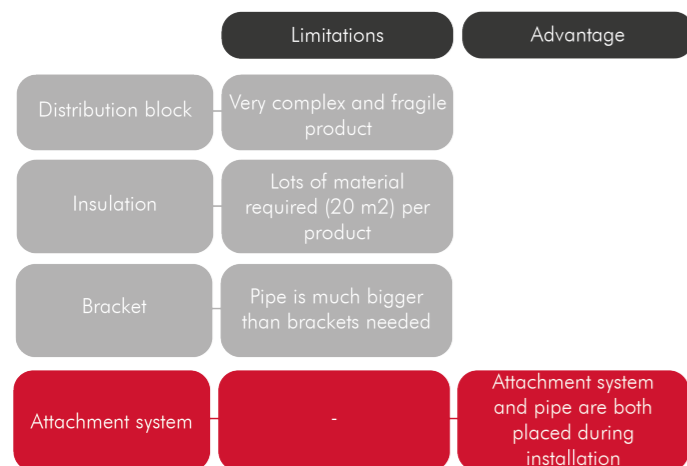 Limitations
Advantage
Distribution block
Very complex and fragile
product
Insulation
Lots of material
required (20 m2) per
product
Bracket
Pipe is much bigger
than brackets needed
Attachment system
-
Attachment system
and pipe are both
placed during
installation